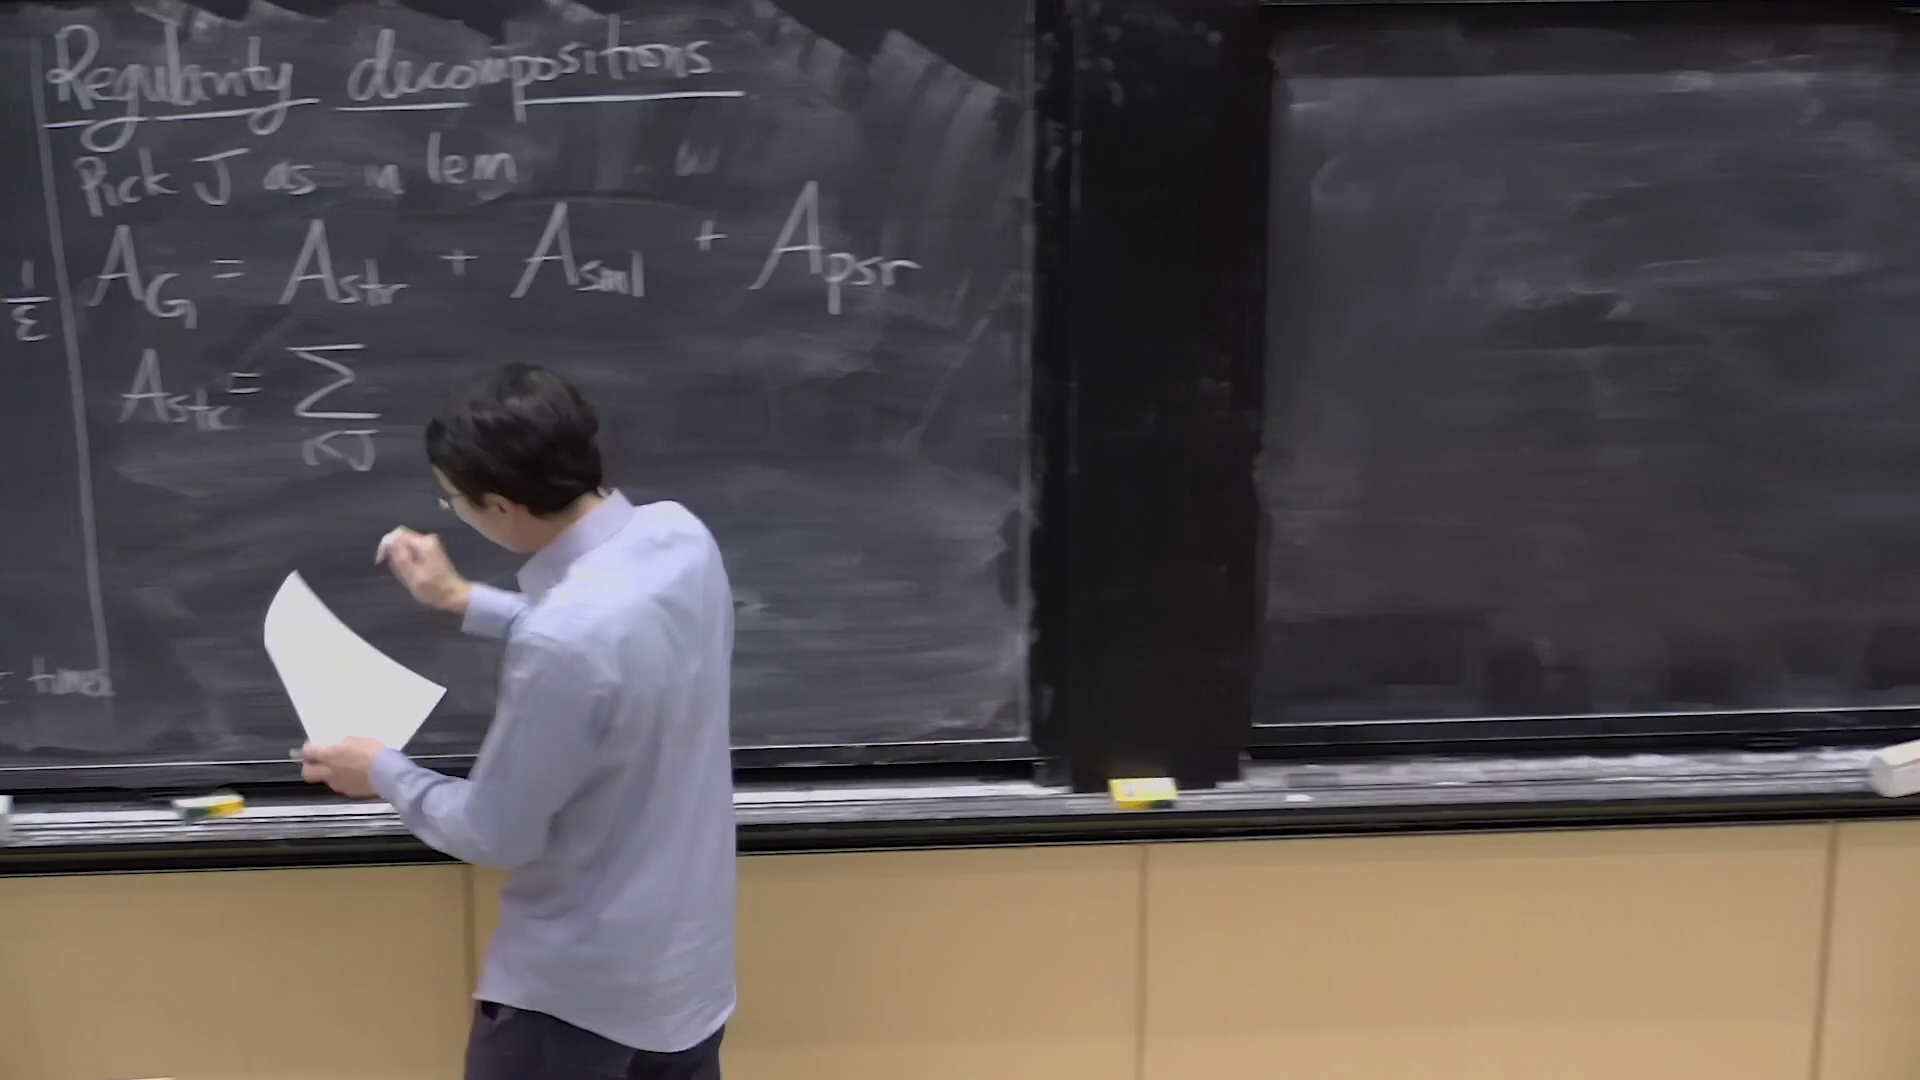 Regularity decompositions
Pick J as in lem
A_G = A_str + A_sml + A_psr
1/ε
A_str = Σ
i<J
times